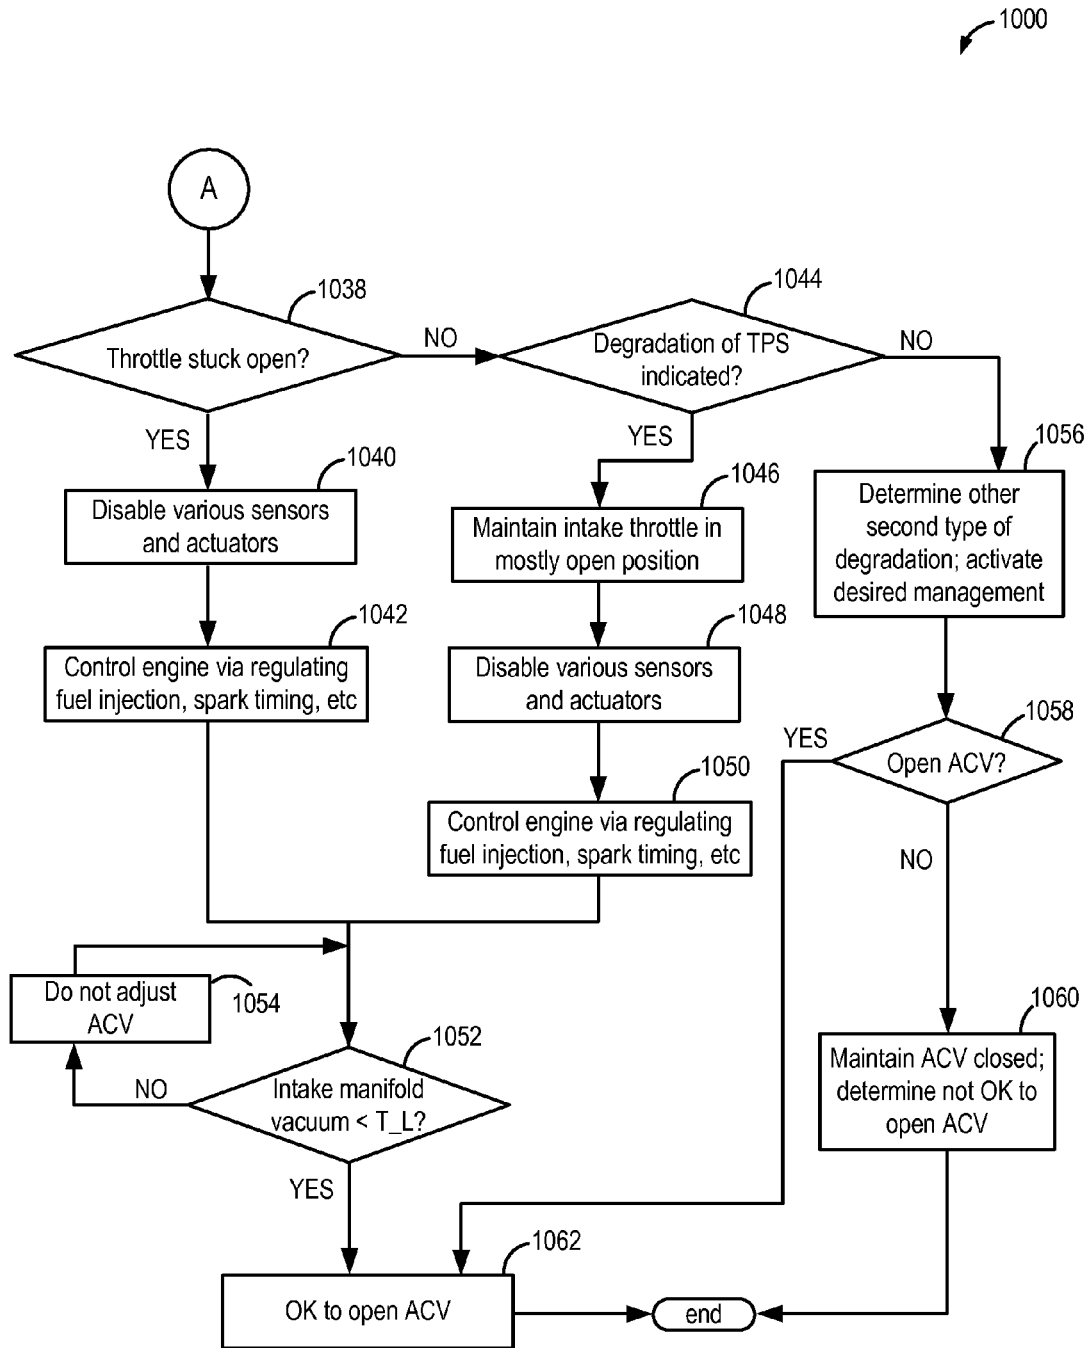 1000
A
1038
Throttle stuck open?
NO
YES
1044
Degradation of TPS
indicated?
NO
YES
1040
Disable various sensors
and actuators
1046
Maintain intake throttle in
mostly open position
1056
Determine other
second type of
degradation; activate
desired management
1042
Control engine via regulating
fuel injection, spark timing, etc
1048
Disable various sensors
and actuators
1058
Open ACV?
YES
NO
1050
Control engine via regulating
fuel injection, spark timing, etc
1054
Do not adjust
ACV
1052
Intake manifold
vacuum < T_L?
NO
YES
1060
Maintain ACV closed;
determine not OK to
open ACV
1062
OK to open ACV
end